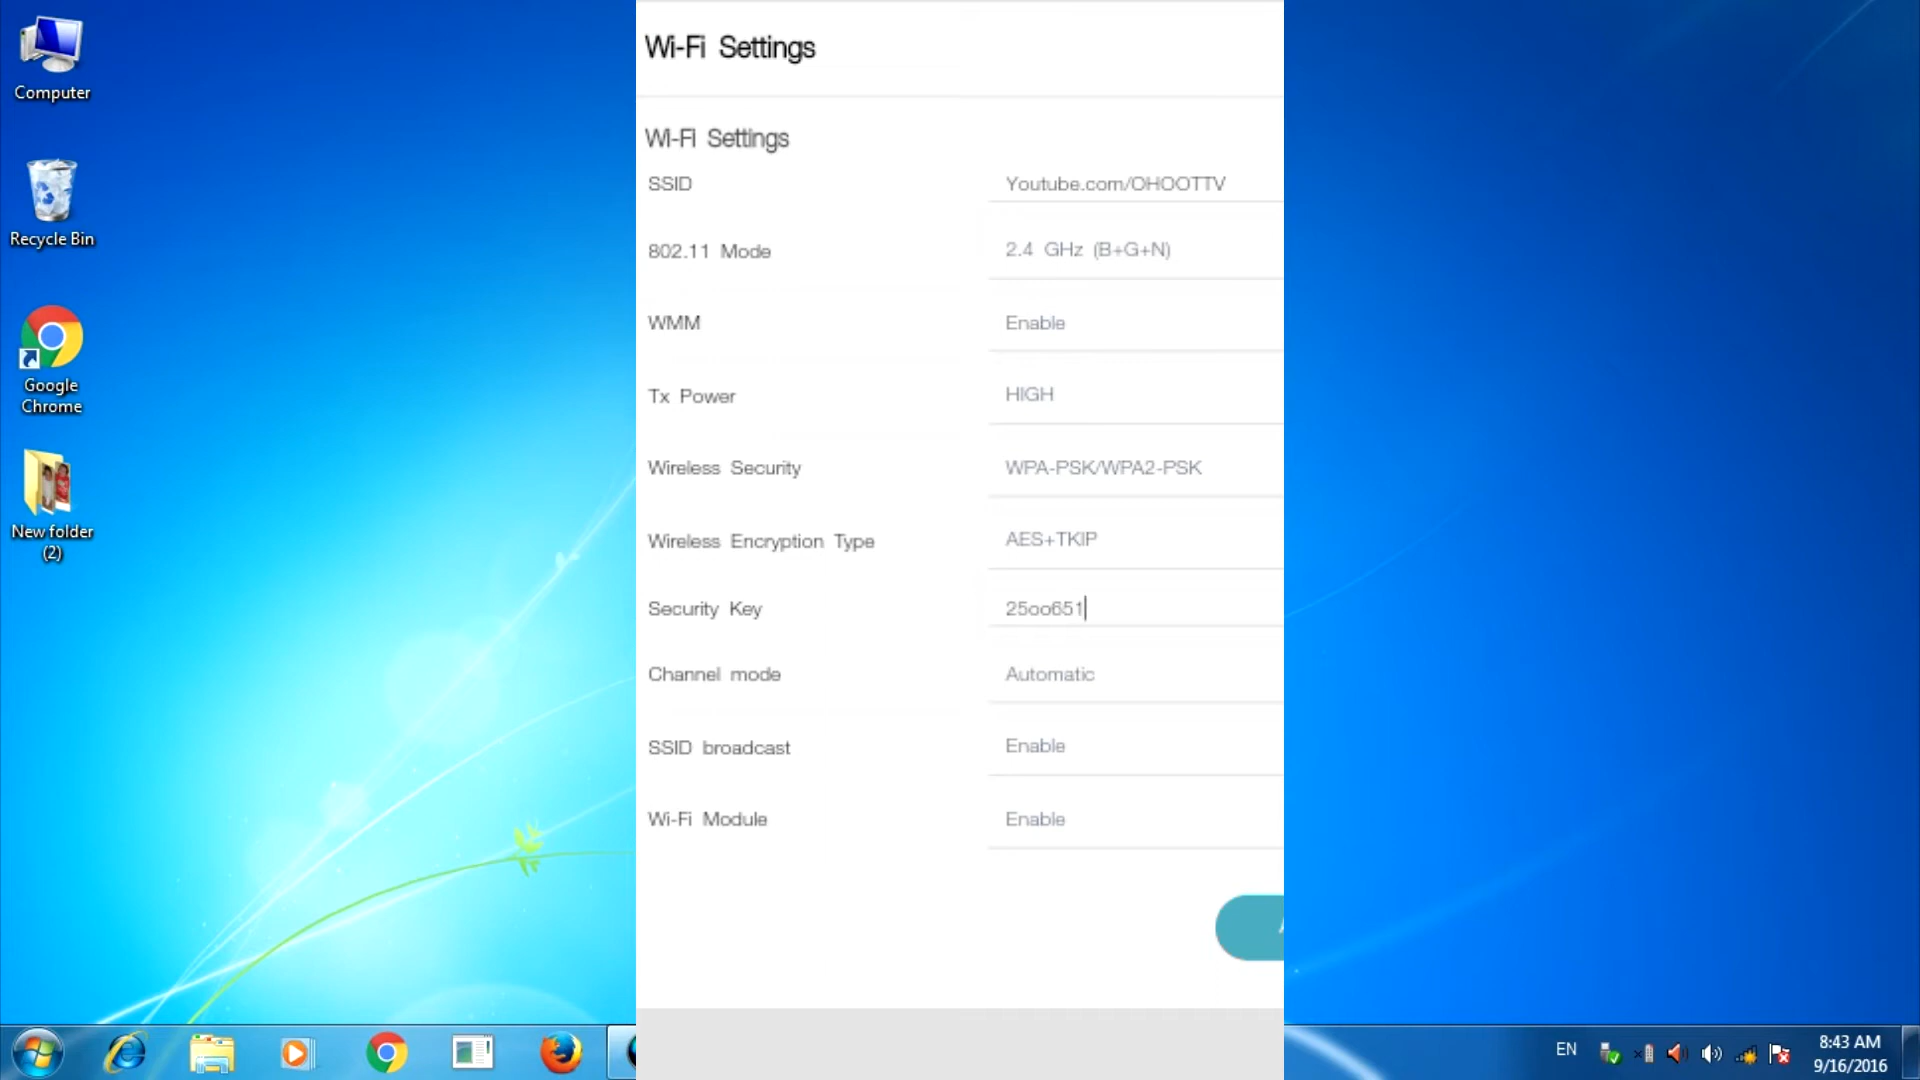 Computer
Recycle Bin
Google
Chrome
New folder
(2)
Wi-Fi Settings
Wi-Fi Settings
SSID Youtube.com/OHOOTTV
802.11 Mode 2.4 GHz (B+G+N)
WMM Enable
Tx Power HIGH
Wireless Security WPA-PSK/WPA2-PSK
Wireless Encryption Type AES+TKIP
Security Key 25oo651
Channel mode Automatic
SSID broadcast Enable
Wi-Fi Module Enable
EN
8:43 AM
9/16/2016